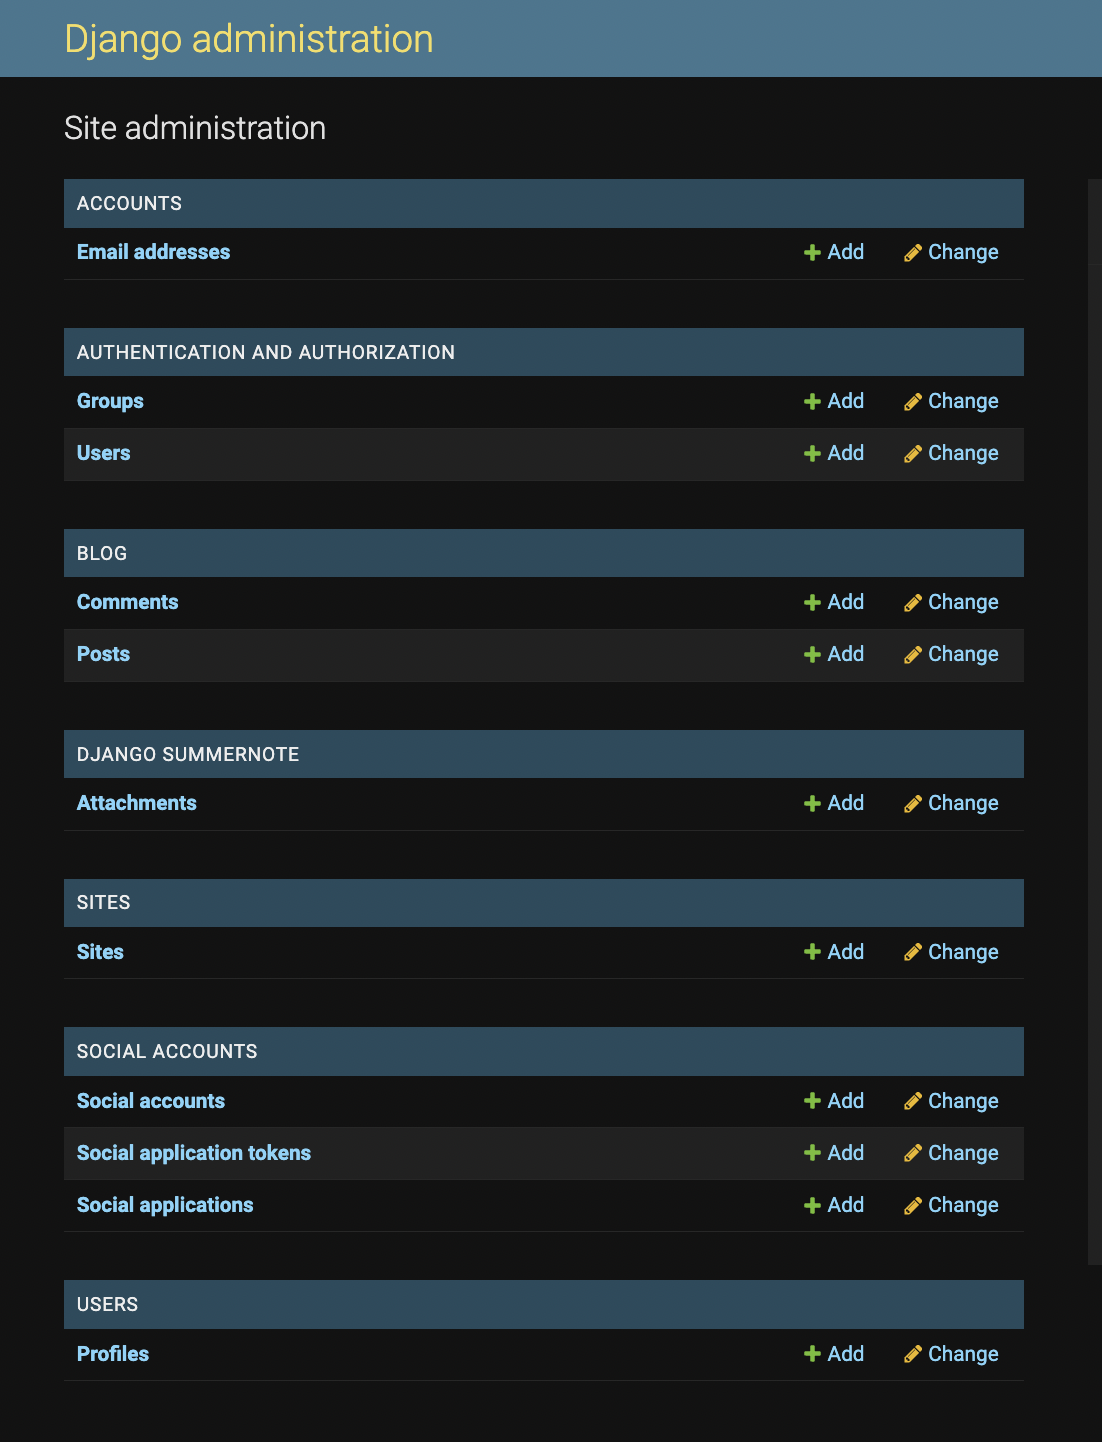 Django administration
Site administration
ACCOUNTS
Email addresses Add Change
AUTHENTICATION AND AUTHORIZATION
Groups Add Change
Users Add Change
BLOG
Comments Add Change
Posts Add Change
DJANGO SUMMERNOTE
Attachments Add Change
SITES
Sites Add Change
SOCIAL ACCOUNTS
Social accounts Add Change
Social application tokens Add Change
Social applications Add Change
USERS
Profiles Add Change